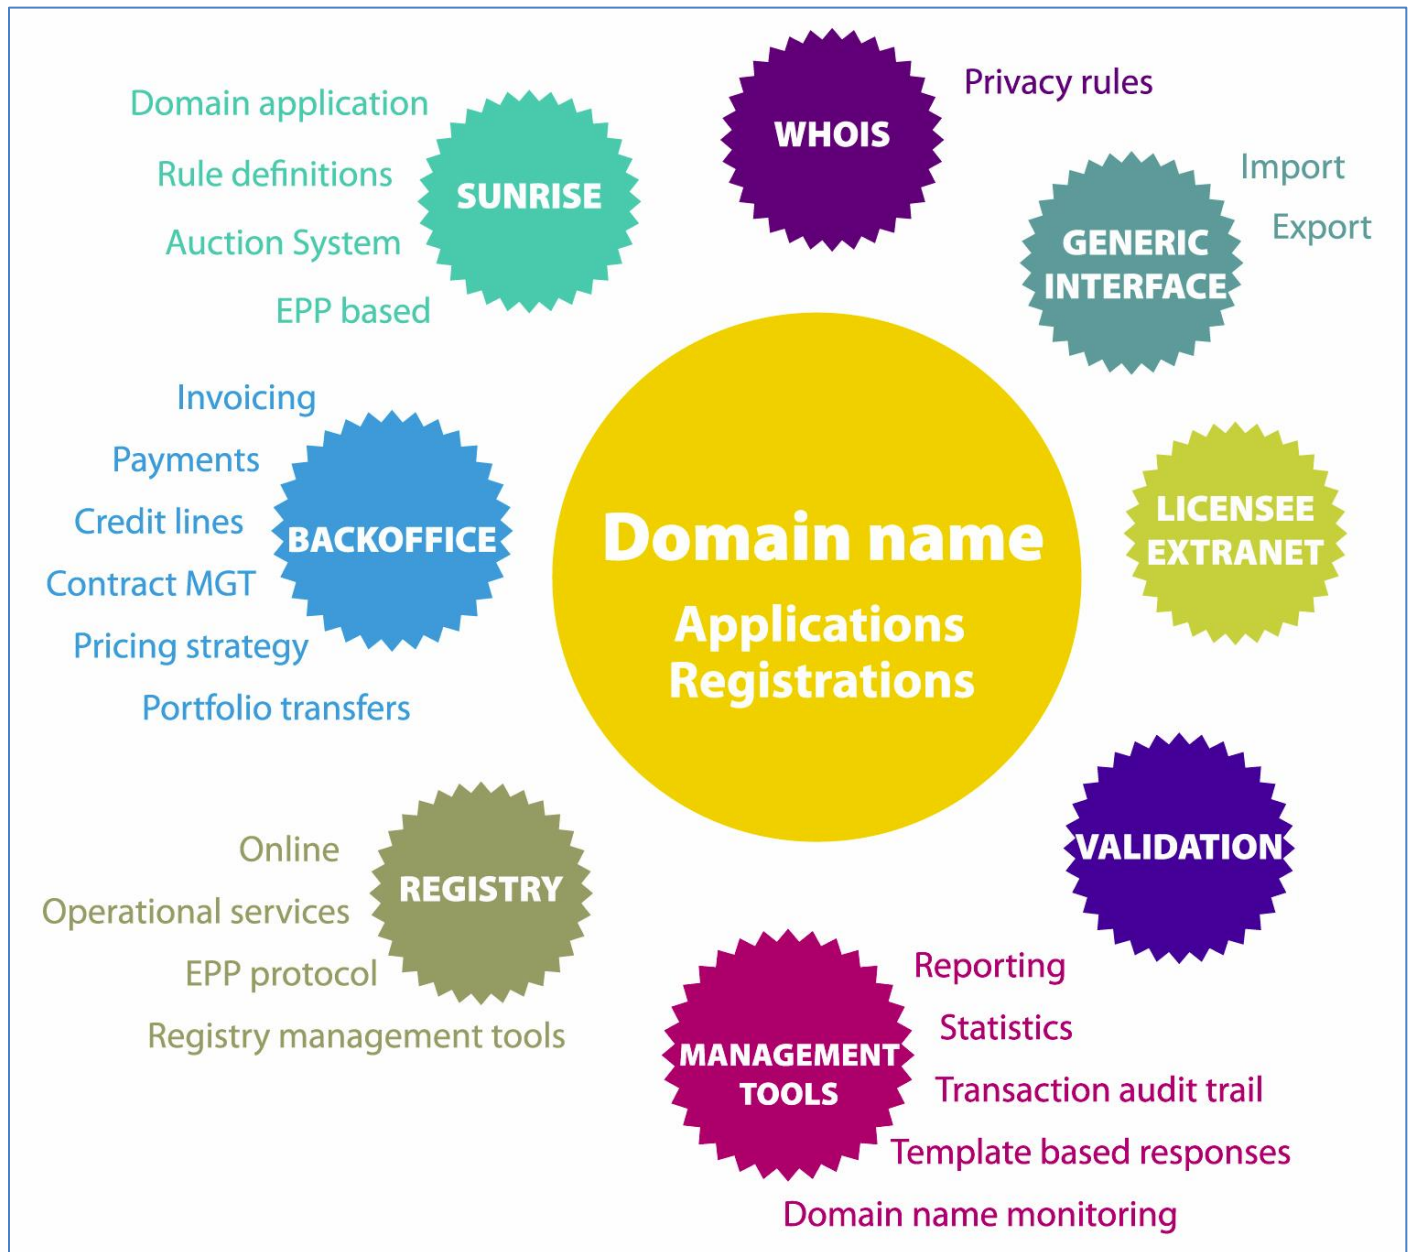 Privacy rules
WHOIS
Domain application
Rule definitions
Auction System
EPP based
SUNRISE
Import
Export
GENERIC
INTERFACE
Invoicing
Payments
Credit lines
Contract MGT
Pricing strategy
Portfolio transfers
BACKOFFICE
Domain name
Applications
Registrations
LICENSEE
EXTRANET
VALIDATION
Online
Operational services
EPP protocol
Registry management tools
REGISTRY
MANAGEMENT
TOOLS
Reporting
Statistics
Transaction audit trail
Template based responses
Domain name monitoring